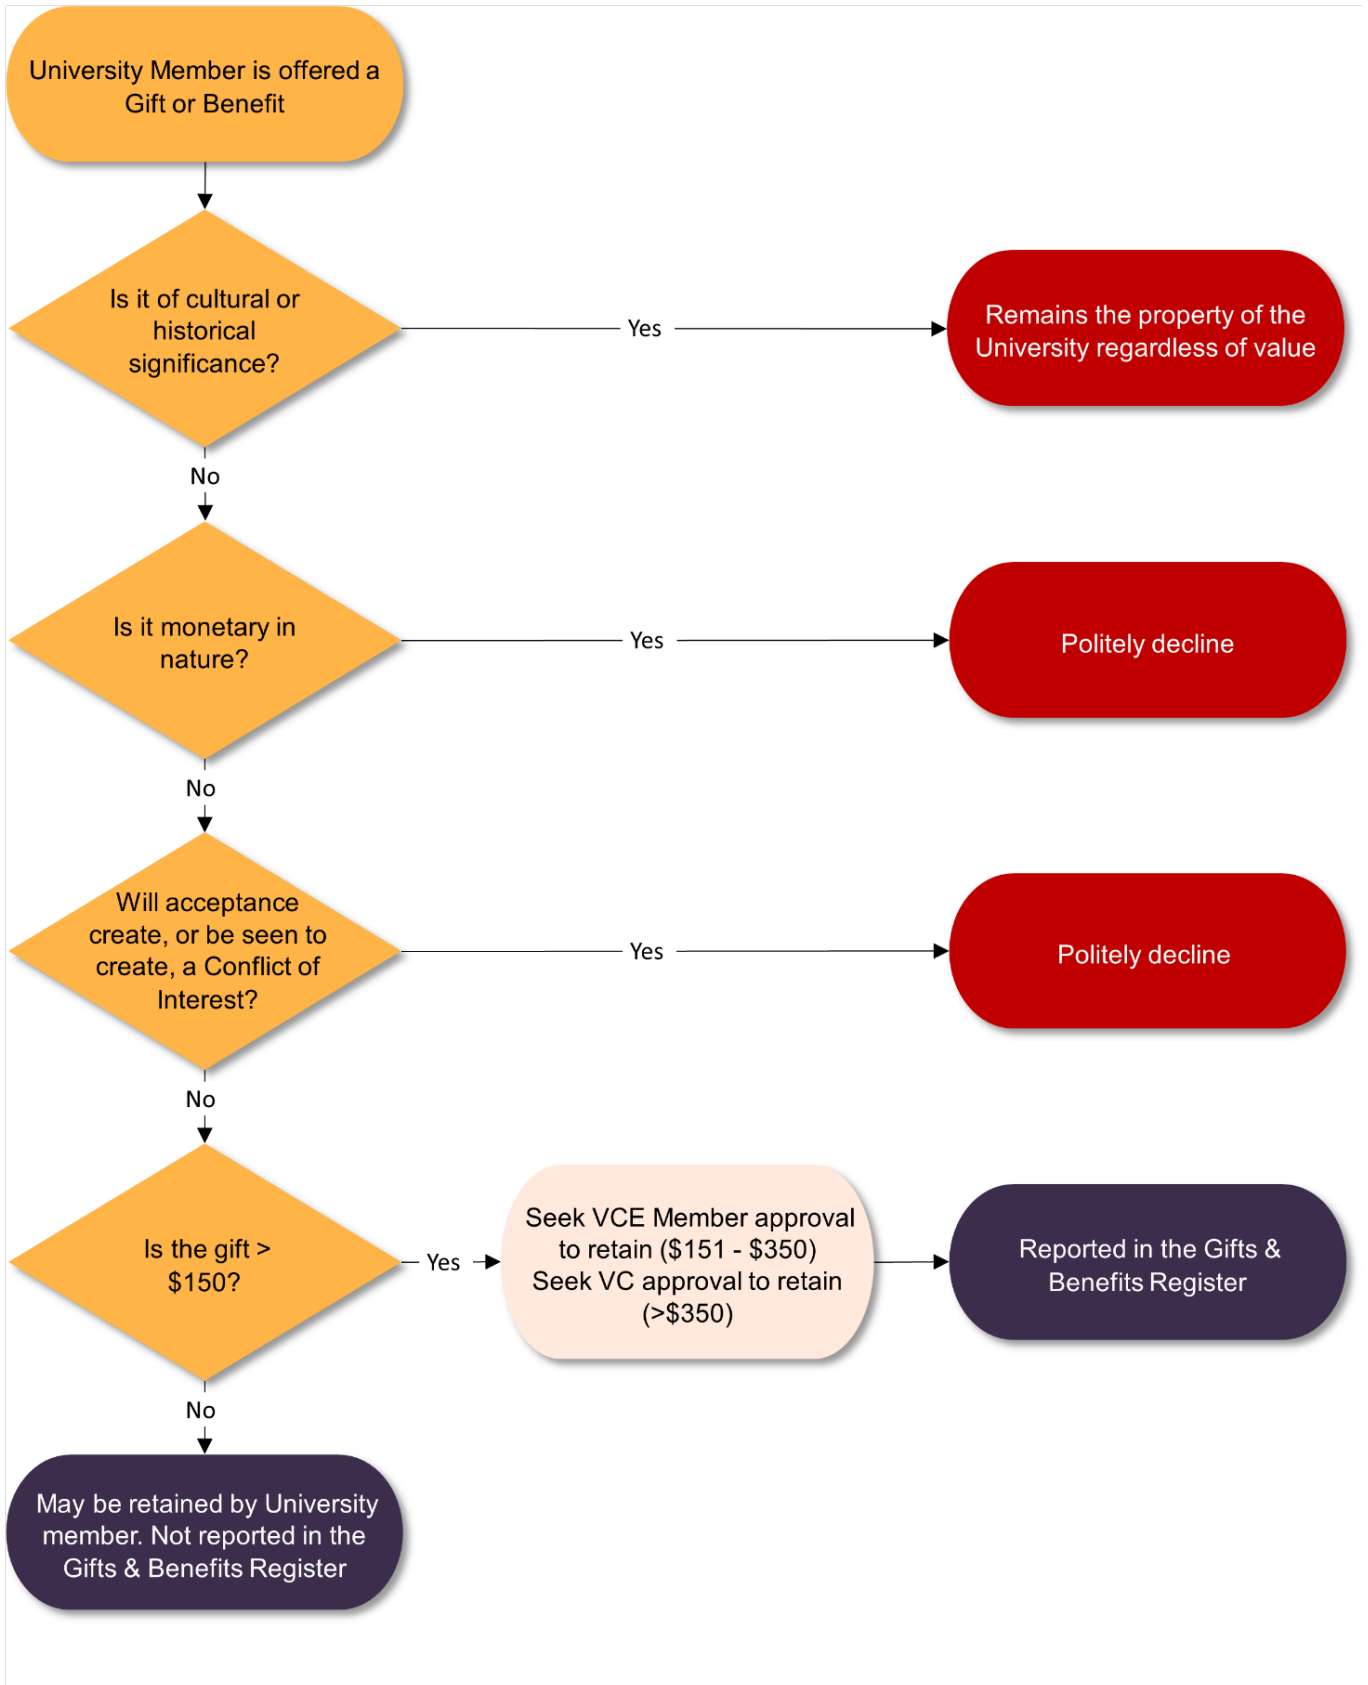 University Member is offered a
Gift or Benefit
Is it of cultural or
historical
significance?
Yes
Remains the property of the
University regardless of value
No
Is it monetary in
nature?
Yes
Politely decline
No
Will acceptance
create, or be seen to
create, a Conflict of
Interest?
Yes
Politely decline
No
Is the gift >
$150?
Yes
Seek VCE Member approval
to retain ($151 - $350)
Seek VC approval to retain
(>$350)
Reported in the Gifts &
Benefits Register
No
May be retained by University
member. Not reported in the
Gifts & Benefits Register